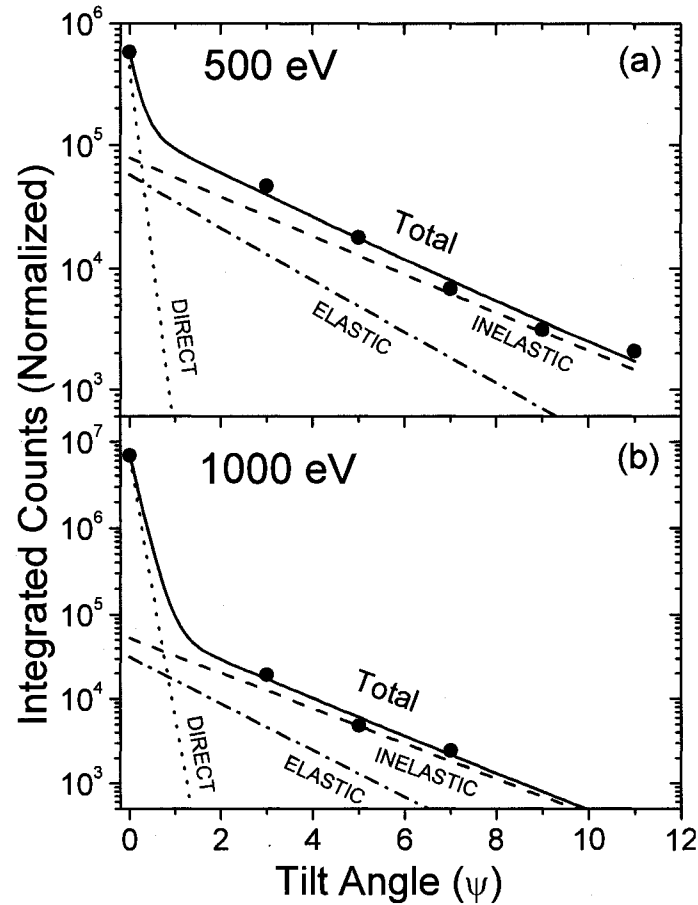 Integrated Counts (Normalized)
10^6
10^5
10^4
10^3
500 eV
(a)
Total
DIRECT
ELASTIC
INELASTIC
10^7
10^6
10^5
10^4
10^3
1000 eV
(b)
Total
DIRECT
ELASTIC
INELASTIC
0 2 4 6 8 10 12
Tilt Angle (ψ)